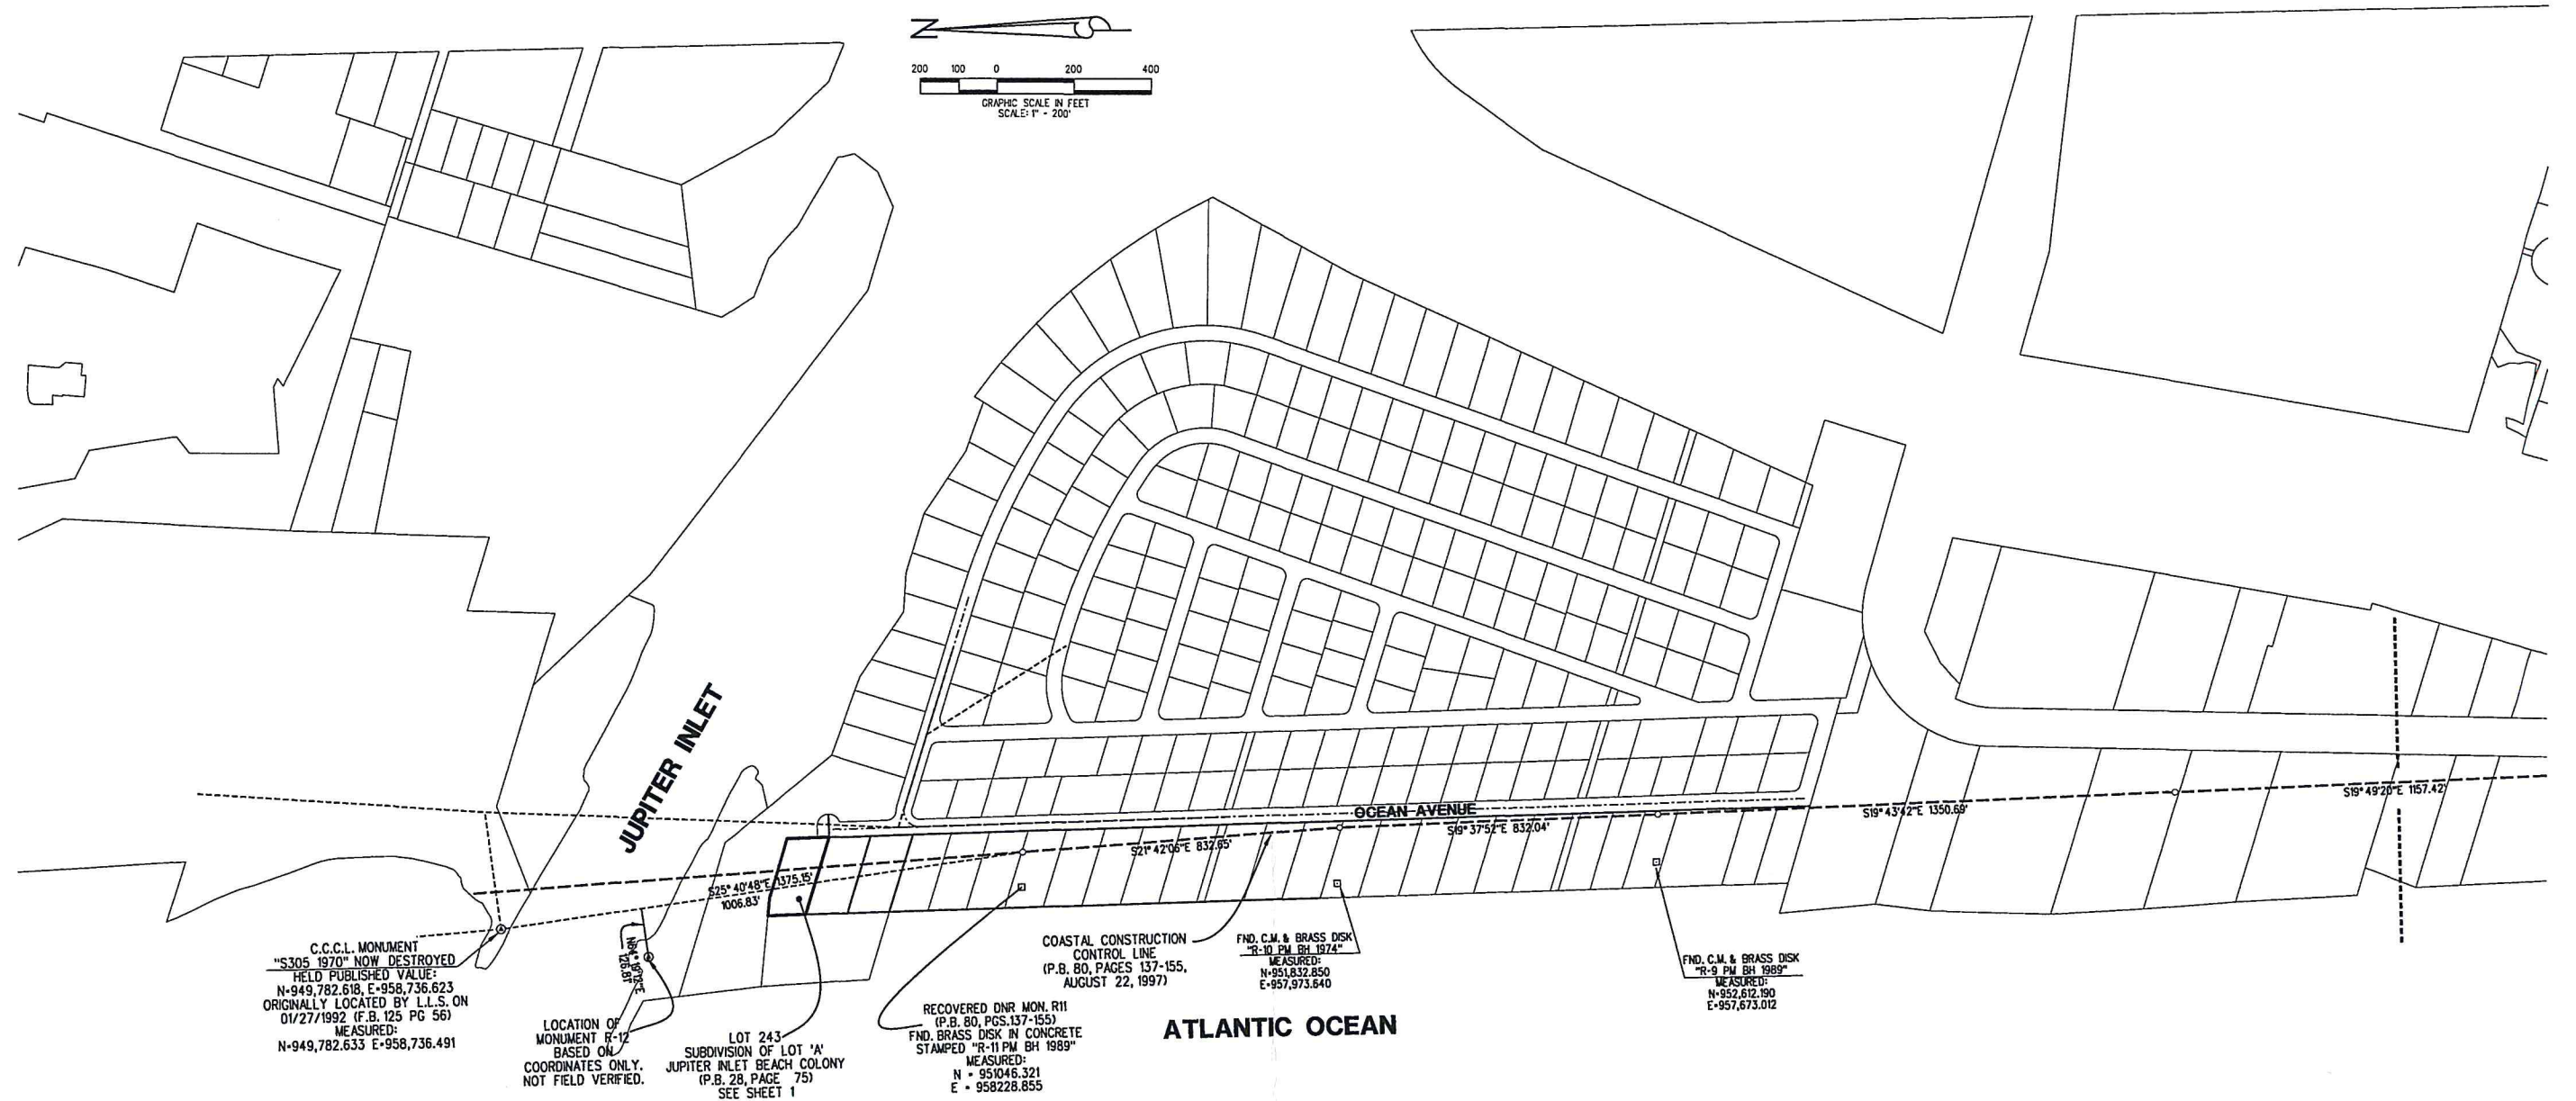 N
200 100 0 200 400
GRAPHIC SCALE IN FEET
SCALE: 1" - 200'
JUPITER INLET
OCEAN AVENUE
S25° 40'48"E 1375.15'
1006.83'
S21° 42'06"E 832.65'
S19° 37'52"E 832.04'
S19° 43'42"E 1350.69'
S19° 49'20"E 1157.42'
126.81'
C.C.C.L. MONUMENT
"S305 1970" NOW DESTROYED
HELD PUBLISHED VALUE:
N=949,782.618, E=958,736.623
ORIGINALLY LOCATED BY L.L.S. ON
01/27/1992 (F.B. 125 PG 56)
MEASURED:
N=949,782.633 E=958,736.491
LOCATION OF
MONUMENT R-12
BASED ON
COORDINATES ONLY.
NOT FIELD VERIFIED.
LOT 243
SUBDIVISION OF LOT 'A'
JUPITER INLET BEACH COLONY
(P.B. 28, PAGE 75)
SEE SHEET 1
RECOVERED DNR MON. R11
(P.B. 80, PGS.137-155)
FND. BRASS DISK IN CONCRETE
STAMPED "R-11 PM BH 1989"
MEASURED:
N = 951046.321
E = 958228.855
COASTAL CONSTRUCTION
CONTROL LINE
(P.B. 80, PAGES 137-155,
AUGUST 22, 1997)
FND. C.M. & BRASS DISK
"R-10 PM BH 1974"
MEASURED:
N=951,832.850
E=957,973.640
FND. C.M. & BRASS DISK
"R-9 PM BH 1989"
MEASURED:
N=952,612.190
E=957,673.012
ATLANTIC OCEAN